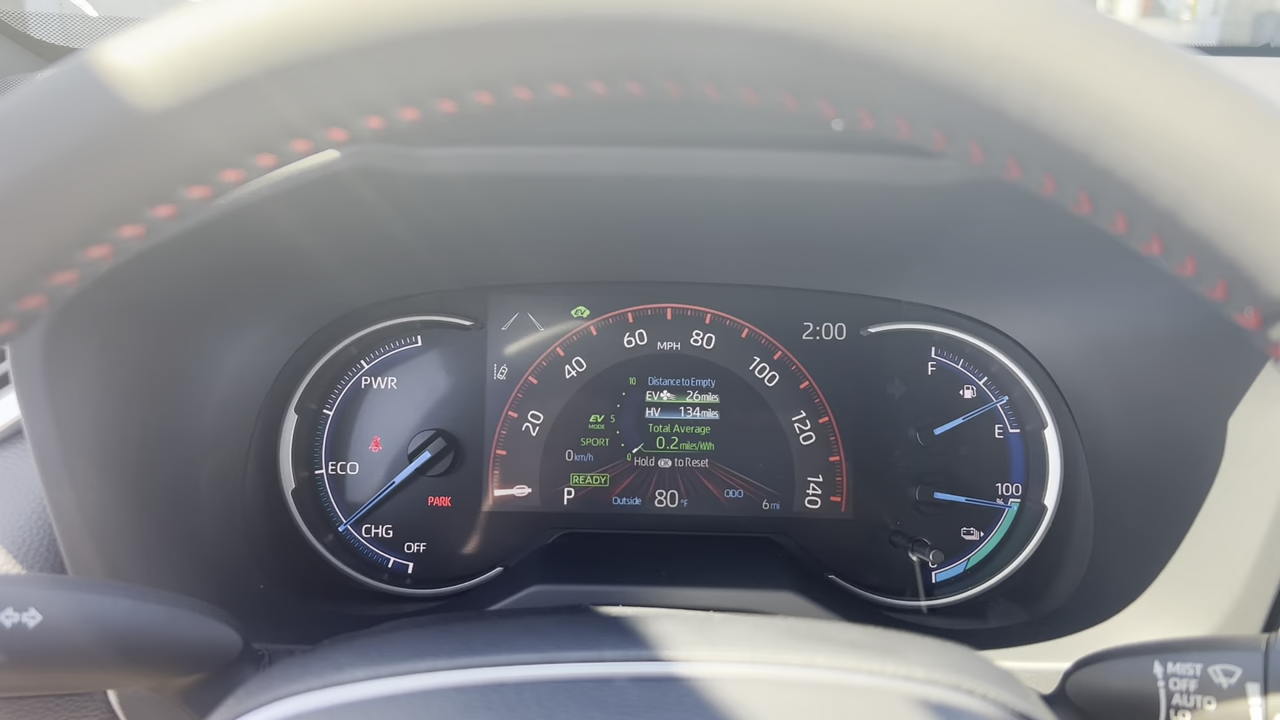 EV
2:00
60
MPH
80
40
100
20
120
140
PWR
ECO
CHG
OFF
PARK
10
Distance to Empty
EV 26 miles
HV 134 miles
Total Average
0.2 miles/kWh
Hold OK to Reset
EV
MODE
5
SPORT
0 km/h
0
READY
P
Outside 80 °F
ODO 6 mi
F
E
100
%
MIST
OFF
AUTO
LO